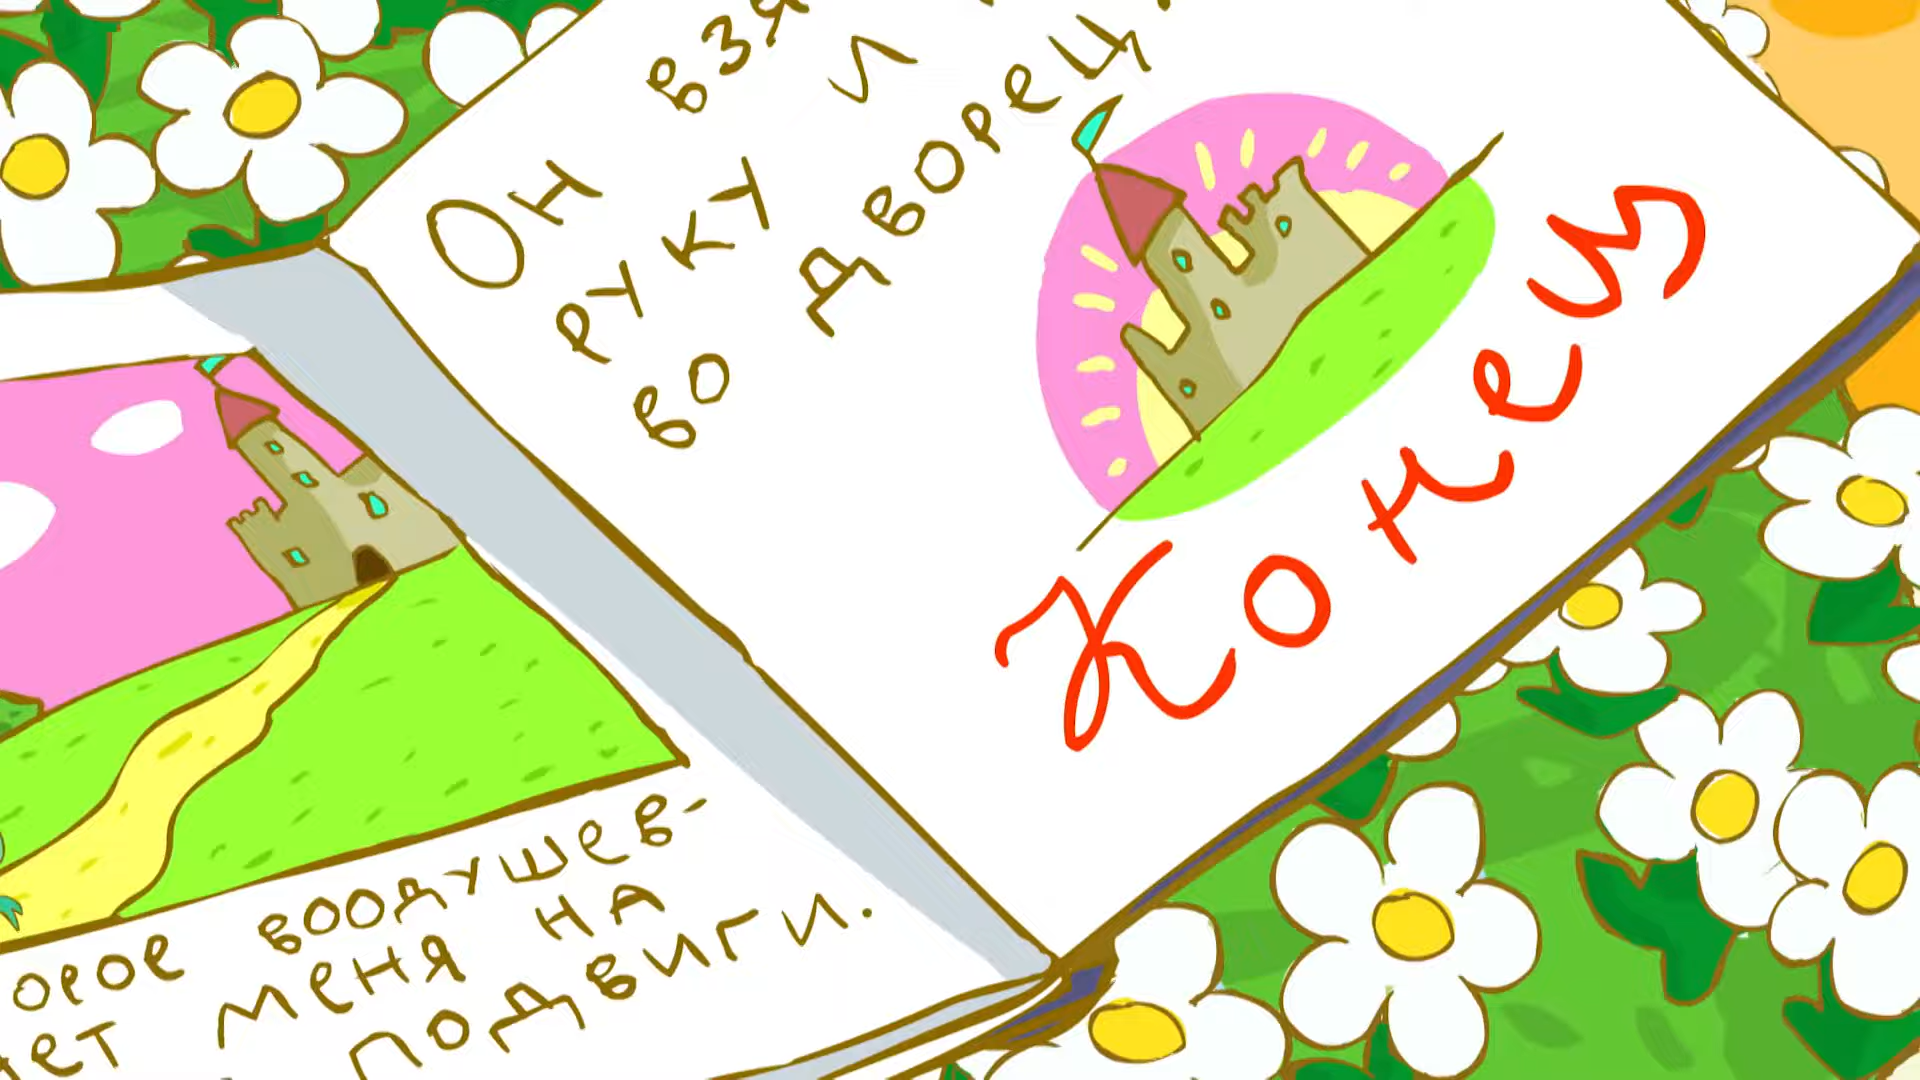 орое воодушев-
ет меня на
подвиги.
Он взя
руку и
во дворец.
Конец